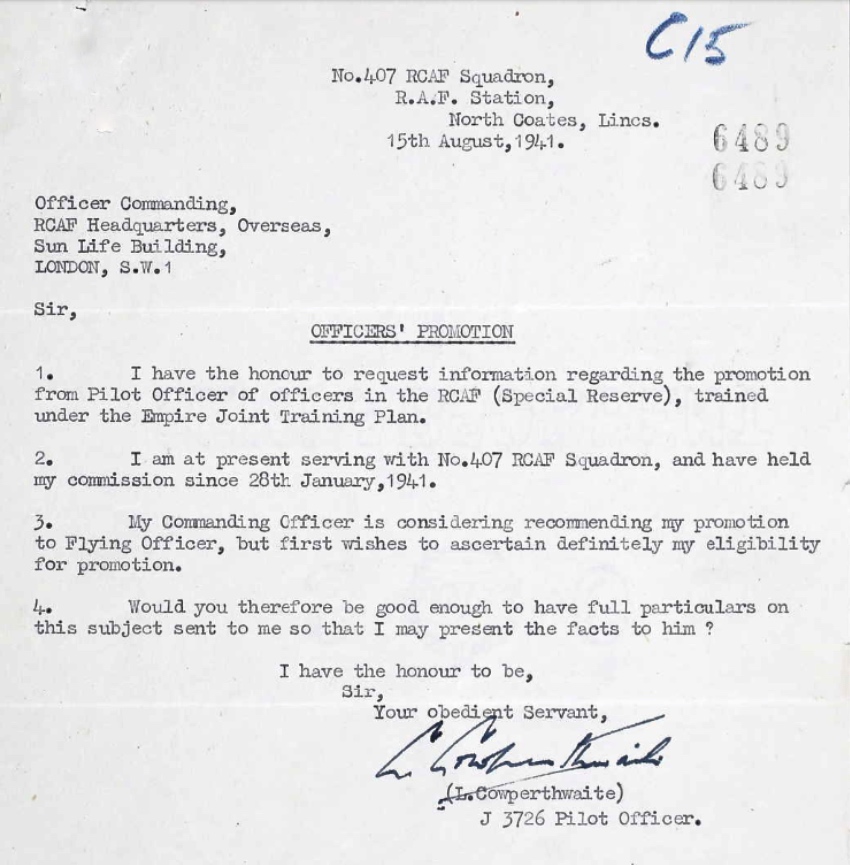 C15
No.407 RCAF Squadron,
R.A.F. Station,
North Coates, Lincs.
15th August,1941.
6489
6489
Officer Commanding,
RCAF Headquarters, Overseas,
Sun Life Building,
LONDON, S.W.1
Sir,
OFFICERS' PROMOTION
1. I have the honour to request information regarding the promotion
from Pilot Officer of officers in the RCAF (Special Reserve), trained
under the Empire Joint Training Plan.
2. I am at present serving with No.407 RCAF Squadron, and have held
my commission since 28th January,1941.
3. My Commanding Officer is considering recommending my promotion
to Flying Officer, but first wishes to ascertain definitely my eligibility
for promotion.
4. Would you therefore be good enough to have full particulars on
this subject sent to me so that I may present the facts to him ?
I have the honour to be,
Sir,
Your obedient Servant,
L. Cowperthwaite
(L.Cowperthwaite)
J 3726 Pilot Officer.